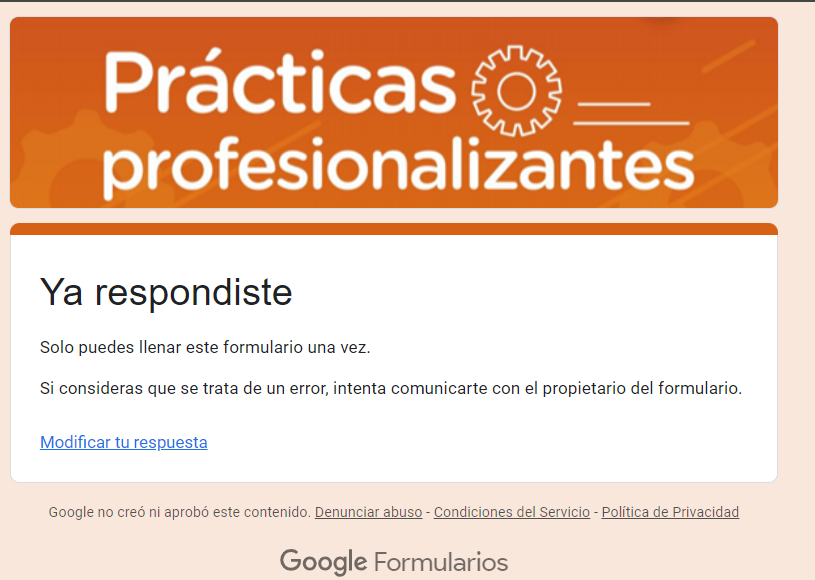 Prácticas
profesionalizantes
Ya respondiste
Solo puedes llenar este formulario una vez.
Si consideras que se trata de un error, intenta comunicarte con el propietario del formulario.
Modificar tu respuesta
Google no creó ni aprobó este contenido. Denunciar abuso - Condiciones del Servicio - Política de Privacidad
Google Formularios